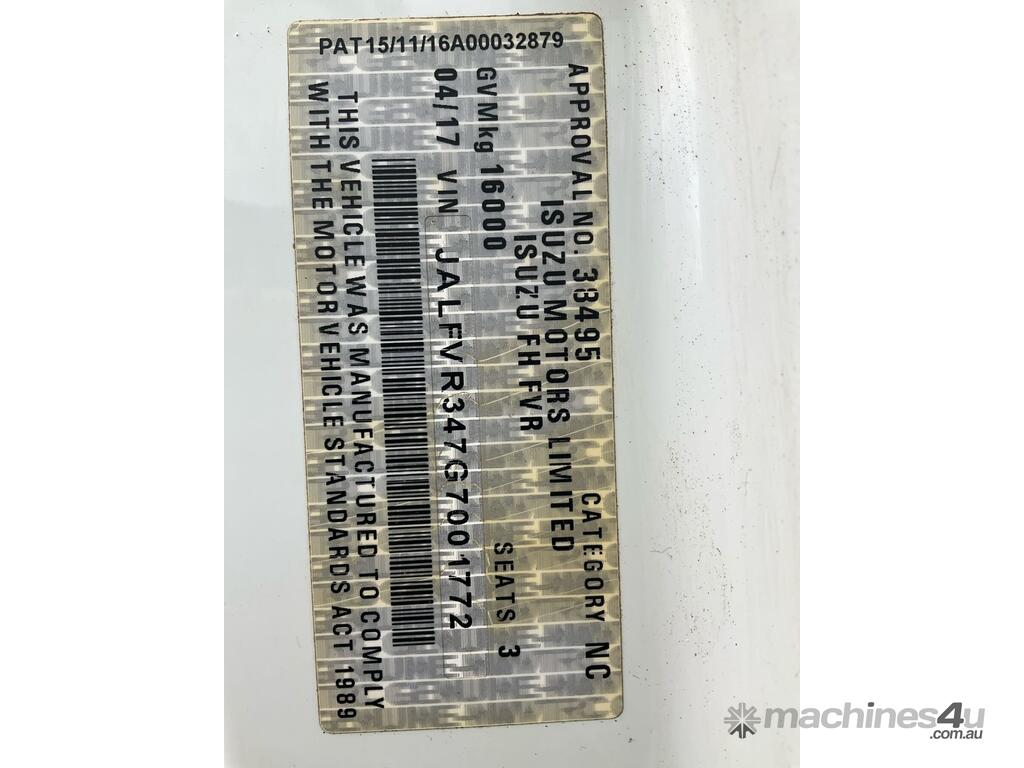 PAT15/11/16A00032879
APPROVAL NO. 38495 CATEGORY NC
ISUZU MOTORS LIMITED
ISUZU FH FVR
GVMkg 16000 SEATS 3
04/17 VIN JALFVR347G7001772
THIS VEHICLE WAS MANUFACTURED TO COMPLY
WITH THE MOTOR VEHICLE STANDARDS ACT 1989
machines4u
.com.au